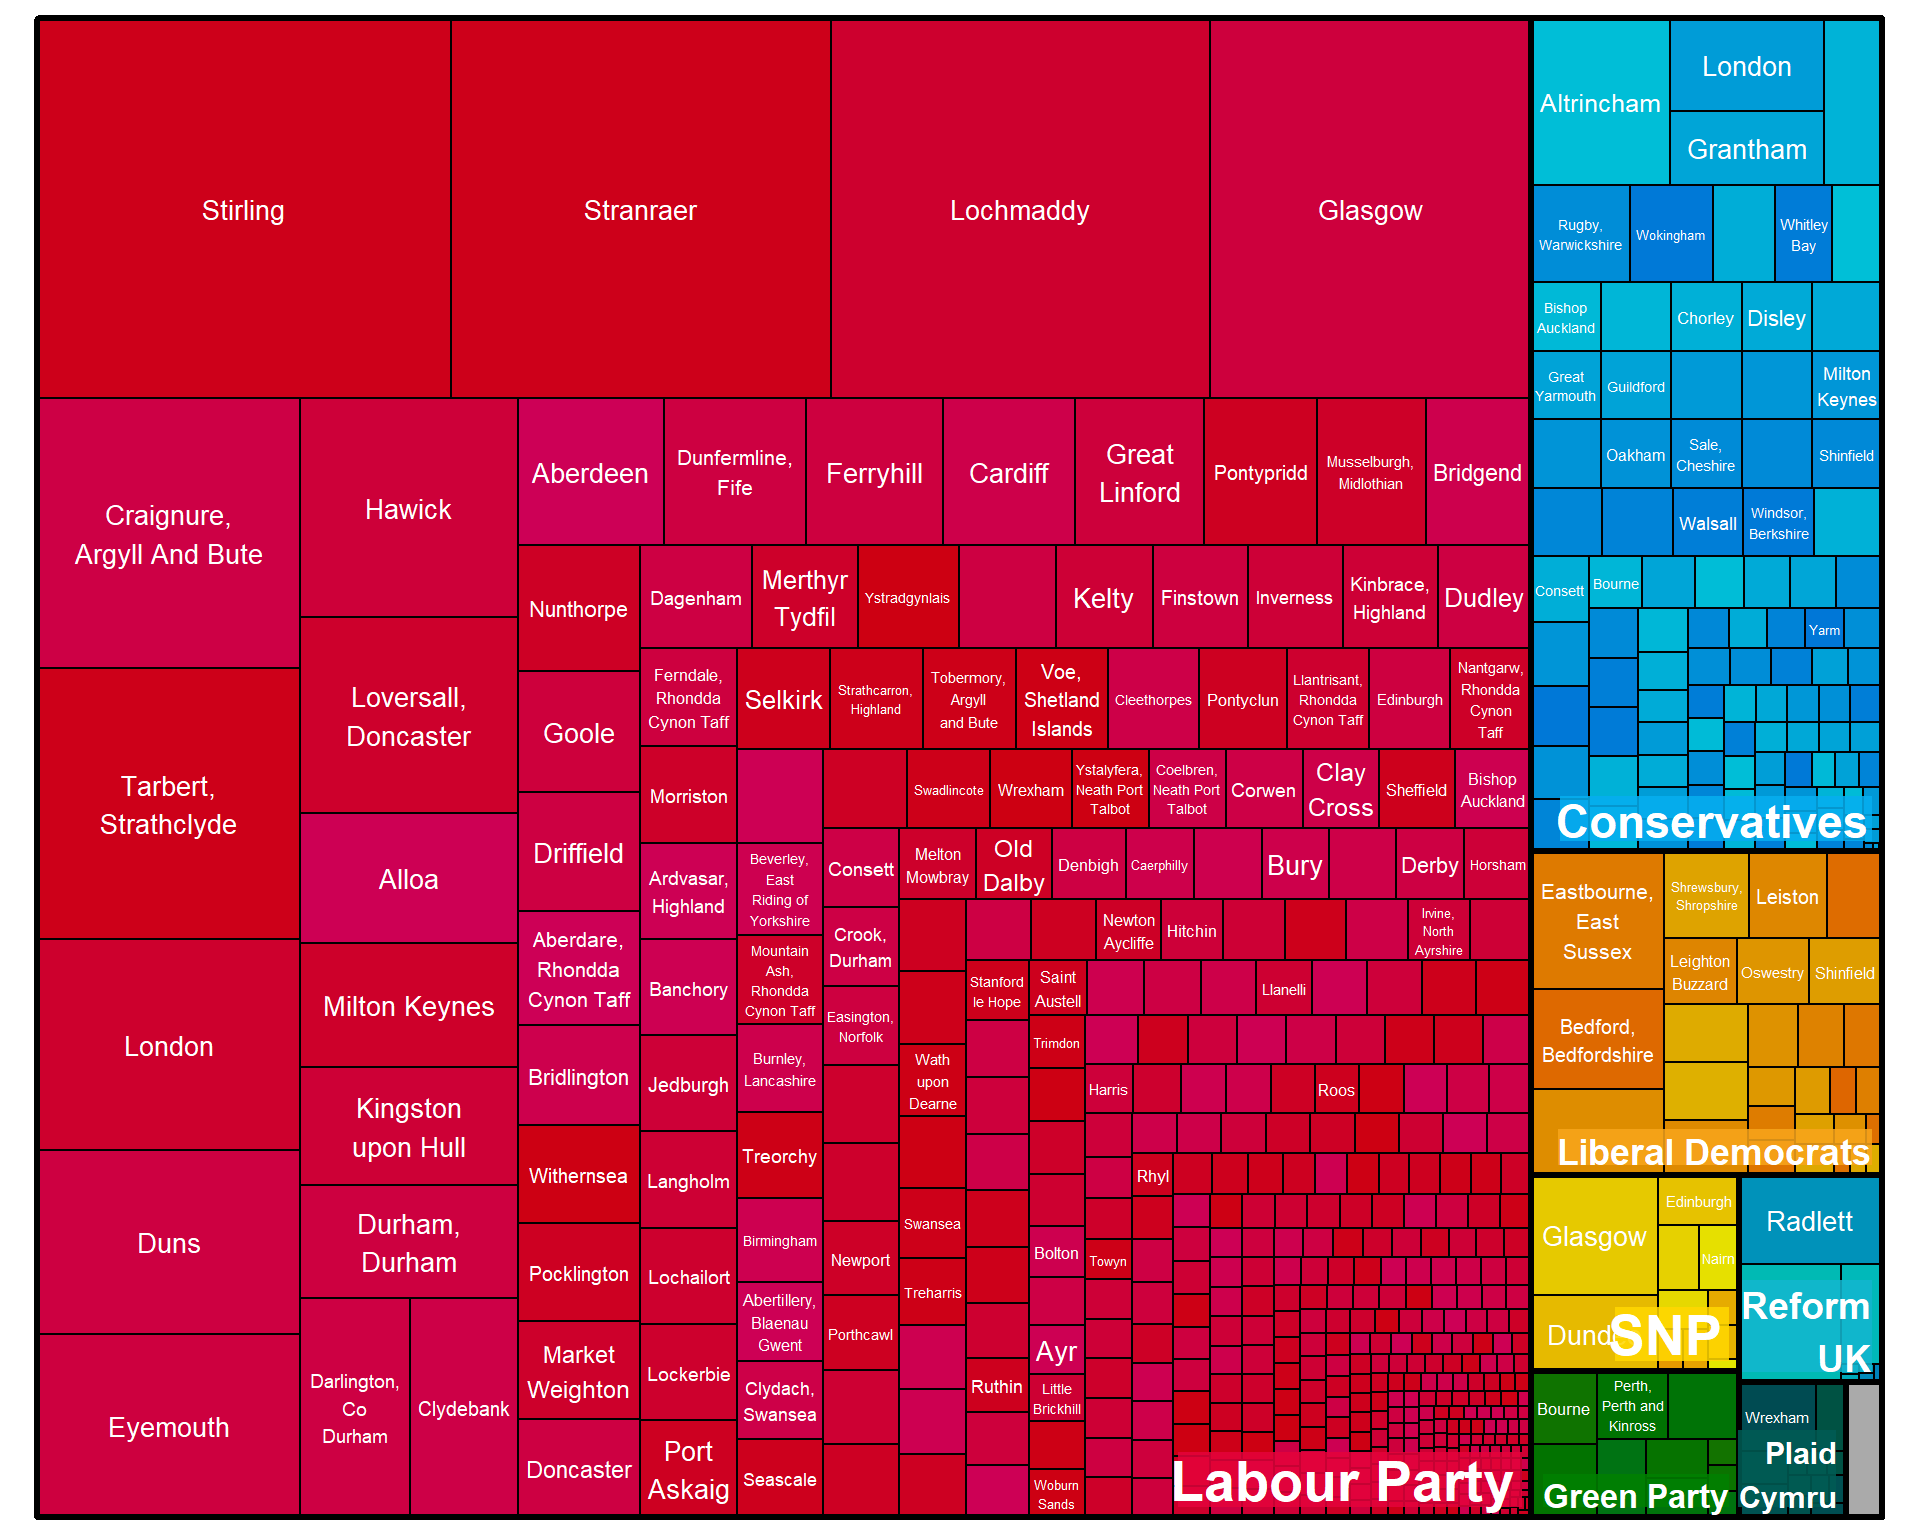 Stirling
Stranraer
Lochmaddy
Glasgow
Craignure,
Argyll And Bute
Tarbert,
Strathclyde
London
Duns
Eyemouth
Hawick
Loversall,
Doncaster
Alloa
Milton Keynes
Kingston
upon Hull
Durham,
Durham
Darlington,
Co
Durham
Clydebank
Aberdeen
Dunfermline,
Fife
Ferryhill
Cardiff
Great
Linford
Pontypridd
Musselburgh,
Midlothian
Bridgend
Nunthorpe
Goole
Driffield
Aberdare,
Rhondda
Cynon Taff
Bridlington
Withernsea
Pocklington
Market
Weighton
Doncaster
Dagenham
Merthyr
Tydfil
Ystradgynlais
Kelty
Finstown
Inverness
Kinbrace,
Highland
Dudley
Ferndale,
Rhondda
Cynon Taff
Morriston
Ardvasar,
Highland
Banchory
Jedburgh
Langholm
Lochailort
Lockerbie
Port
Askaig
Selkirk
Strathcarron,
Highland
Tobermory,
Argyll
and Bute
Voe,
Shetland
Islands
Cleethorpes
Pontyclun
Llantrisant,
Rhondda
Cynon Taff
Edinburgh
Nantgarw,
Rhondda
Cynon
Taff
Beverley,
East
Riding of
Yorkshire
Mountain
Ash,
Rhondda
Cynon Taff
Burnley,
Lancashire
Treorchy
Birmingham
Abertillery,
Blaenau
Gwent
Clydach,
Swansea
Seascale
Swadlincote
Wrexham
Ystalyfera,
Neath Port
Talbot
Coelbren,
Neath Port
Talbot
Corwen
Clay
Cross
Sheffield
Bishop
Auckland
Consett
Crook,
Durham
Easington,
Norfolk
Newport
Porthcawl
Melton
Mowbray
Old
Dalby
Denbigh
Caerphilly
Bury
Derby
Horsham
Wath
upon
Dearne
Swansea
Treharris
Newton
Aycliffe
Hitchin
Irvine,
North
Ayrshire
Stanford
le Hope
Ruthin
Saint
Austell
Llanelli
Trimdon
Bolton
Ayr
Little
Brickhill
Woburn
Sands
Harris
Roos
Towyn
Rhyl
Labour Party
Altrincham
London
Grantham
Rugby,
Warwickshire
Wokingham
Whitley
Bay
Bishop
Auckland
Chorley
Disley
Great
Yarmouth
Guildford
Milton
Keynes
Oakham
Sale,
Cheshire
Shinfield
Walsall
Windsor,
Berkshire
Consett
Bourne
Yarm
Conservatives
Eastbourne,
East
Sussex
Bedford,
Bedfordshire
Shrewsbury,
Shropshire
Leiston
Leighton
Buzzard
Oswestry
Shinfield
Liberal Democrats
Glasgow
Edinburgh
Nairn
SNP
Radlett
Reform
UK
Bourne
Perth,
Perth and
Kinross
Green Party
Wrexham
Plaid
Cymru